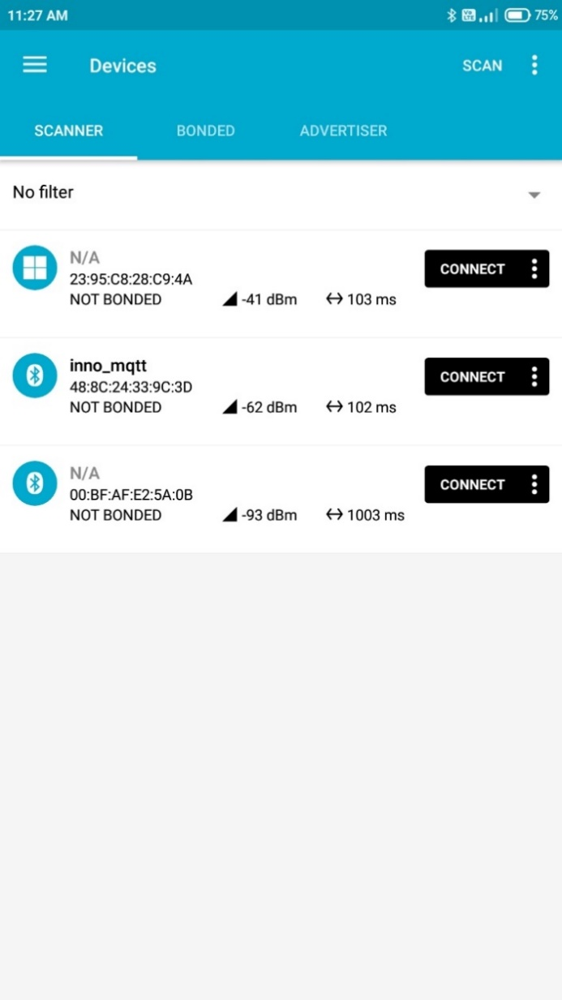 11:27 AM 75%
Devices SCAN
SCANNER BONDED ADVERTISER
No filter
N/A
23:95:C8:28:C9:4A
NOT BONDED -41 dBm 103 ms
CONNECT
inno_mqtt
48:8C:24:33:9C:3D
NOT BONDED -62 dBm 102 ms
CONNECT
N/A
00:BF:AF:E2:5A:0B
NOT BONDED -93 dBm 1003 ms
CONNECT